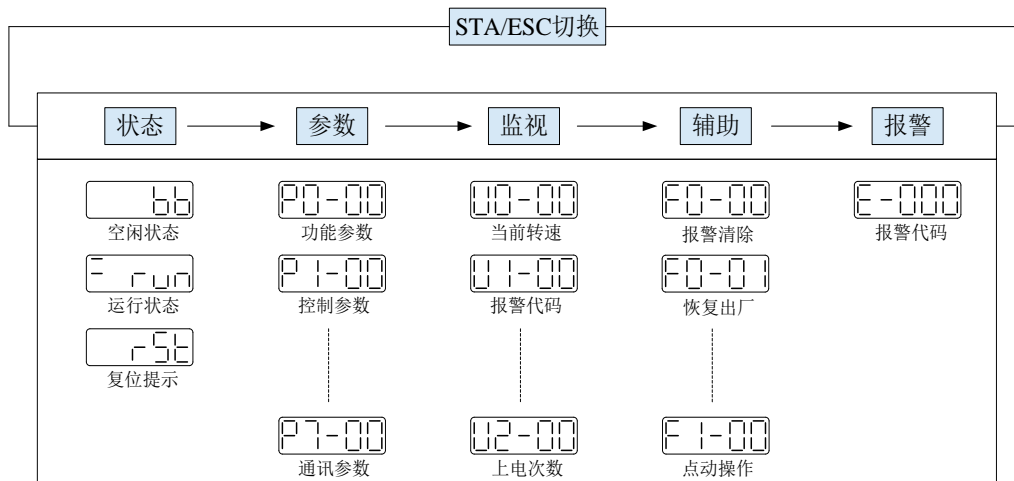 STA/ESC切换
状态 参数 监视 辅助 报警
bb P0-00 U0-00 F0-00 E-000
空闲状态 功能参数 当前转速 报警清除 报警代码
run P1-00 U1-00 F0-01
运行状态 控制参数 报警代码 恢复出厂
rSt
复位提示
P7-00 U2-00 F1-00
通讯参数 上电次数 点动操作